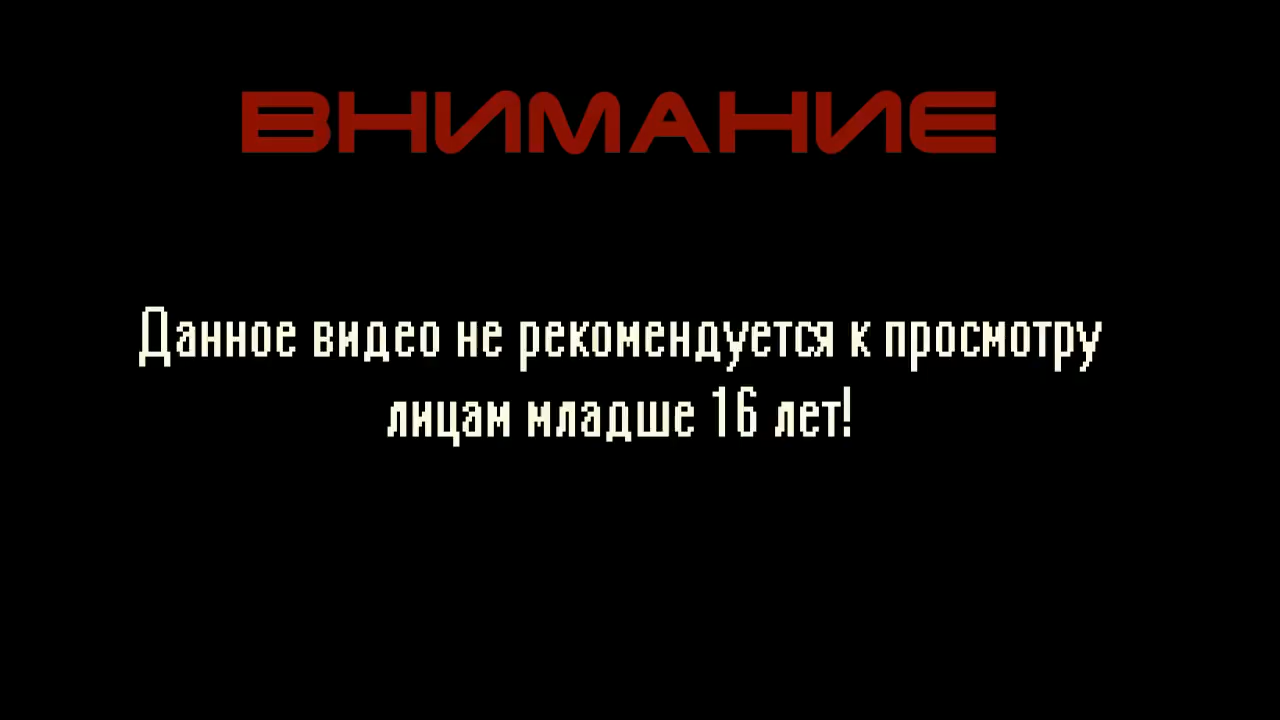 ВНИМАНИЕ
Данное видео не рекомендуется к просмотру
лицам младше 16 лет!